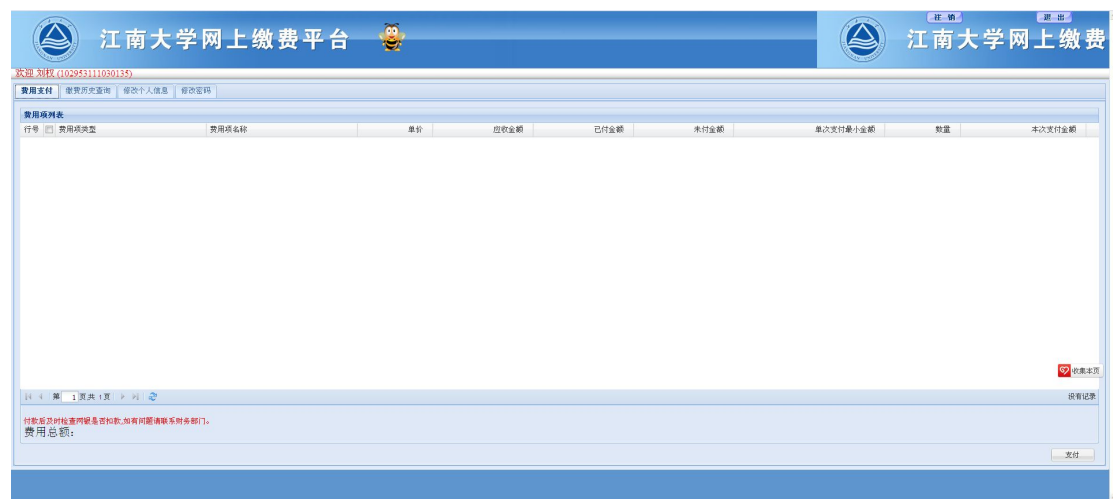 江南大学网上缴费平台
江南大学网上缴费
注 销 退 出
欢迎 刘权 (102953111030135)
费用支付 缴费历史查询 修改个人信息 修改密码
费用项列表
行号 费用项类型 费用项名称 单价 应收金额 已付金额 未付金额 单次支付最小金额 数量 本次支付金额
收集本页
第 1 页共 1页 没有记录
付款后及时检查网银是否扣款,如有问题请联系财务部门。
费用总额:
支付